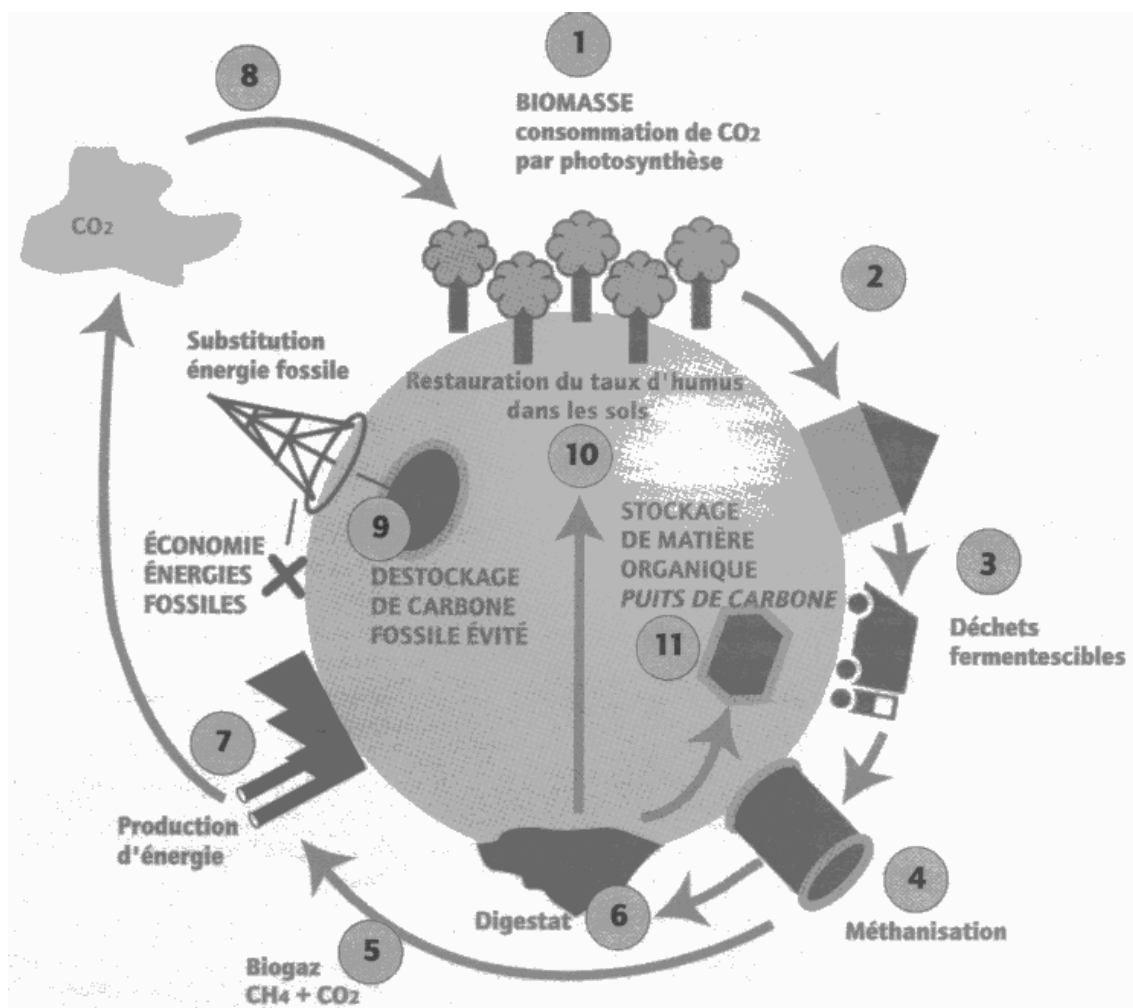 1
BIOMASSE
consommation de CO2
par photosynthèse
8
CO2
2
Substitution
énergie fossile
Restauration du taux d'humus
dans les sols
10
9
ÉCONOMIE
ÉNERGIES
FOSSILES
DESTOCKAGE
DE CARBONE
FOSSILE ÉVITÉ
STOCKAGE
DE MATIÈRE
ORGANIQUE
PUITS DE CARBONE
11
3
Déchets
fermentescibles
7
Production
d'énergie
4
Méthanisation
Digestat
6
5
Biogaz
CH4 + CO2